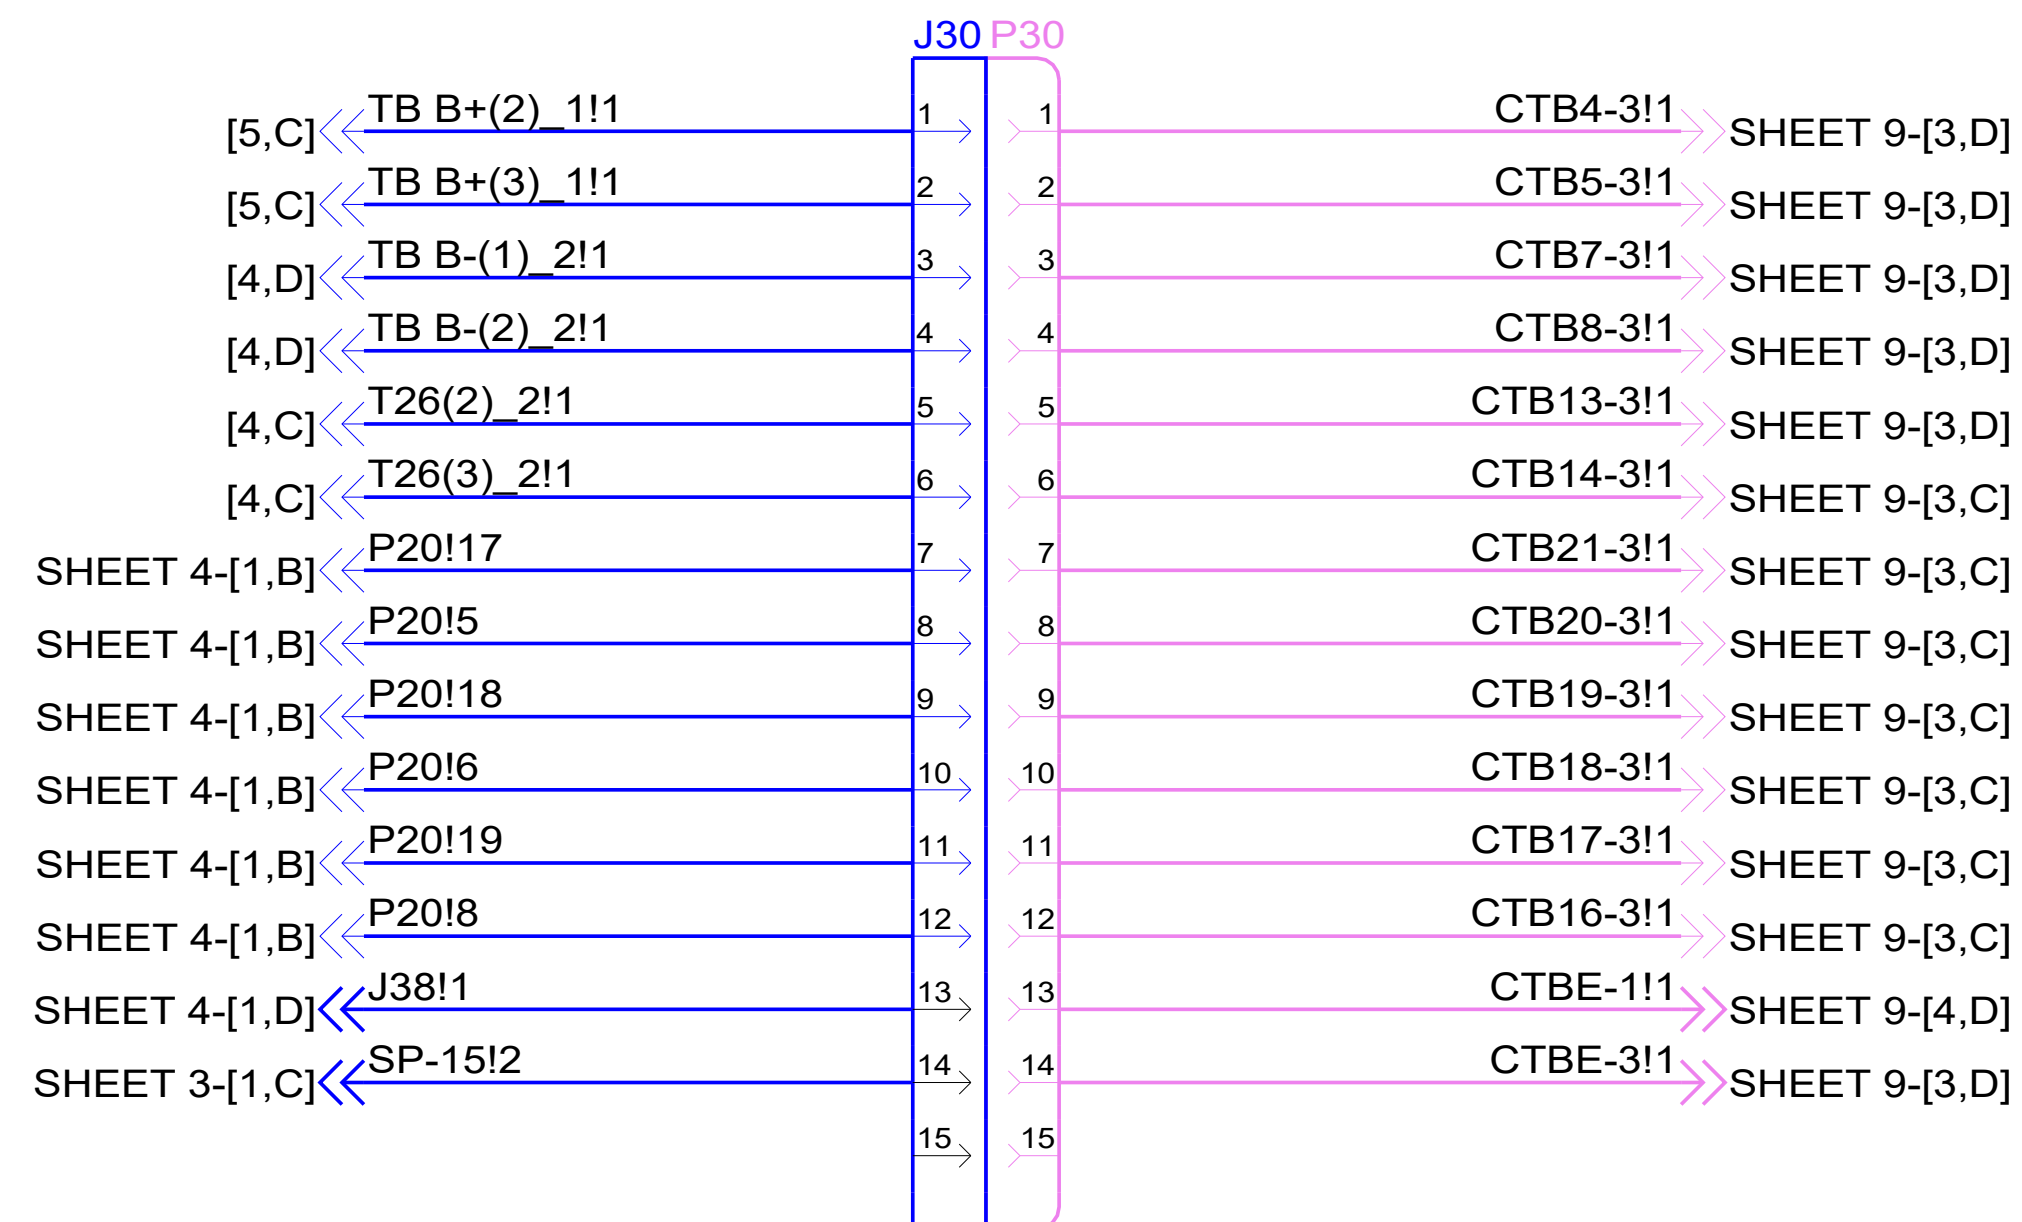 J30 P30
TB B+(2)_1!1 1 1 CTB4-3!1
[5,C] SHEET 9-[3,D]
TB B+(3)_1!1 2 2 CTB5-3!1
[5,C] SHEET 9-[3,D]
TB B-(1)_2!1 3 3 CTB7-3!1
[4,D] SHEET 9-[3,D]
TB B-(2)_2!1 4 4 CTB8-3!1
[4,D] SHEET 9-[3,D]
T26(2)_2!1 5 5 CTB13-3!1
[4,C] SHEET 9-[3,D]
T26(3)_2!1 6 6 CTB14-3!1
[4,C] SHEET 9-[3,C]
P20!17 7 7 CTB21-3!1
SHEET 4-[1,B] SHEET 9-[3,C]
P20!5 8 8 CTB20-3!1
SHEET 4-[1,B] SHEET 9-[3,C]
P20!18 9 9 CTB19-3!1
SHEET 4-[1,B] SHEET 9-[3,C]
P20!6 10 10 CTB18-3!1
SHEET 4-[1,B] SHEET 9-[3,C]
P20!19 11 11 CTB17-3!1
SHEET 4-[1,B] SHEET 9-[3,C]
P20!8 12 12 CTB16-3!1
SHEET 4-[1,B] SHEET 9-[3,C]
J38!1 13 13 CTBE-1!1
SHEET 4-[1,D] SHEET 9-[4,D]
SP-15!2 14 14 CTBE-3!1
SHEET 3-[1,C] SHEET 9-[3,D]
15 15